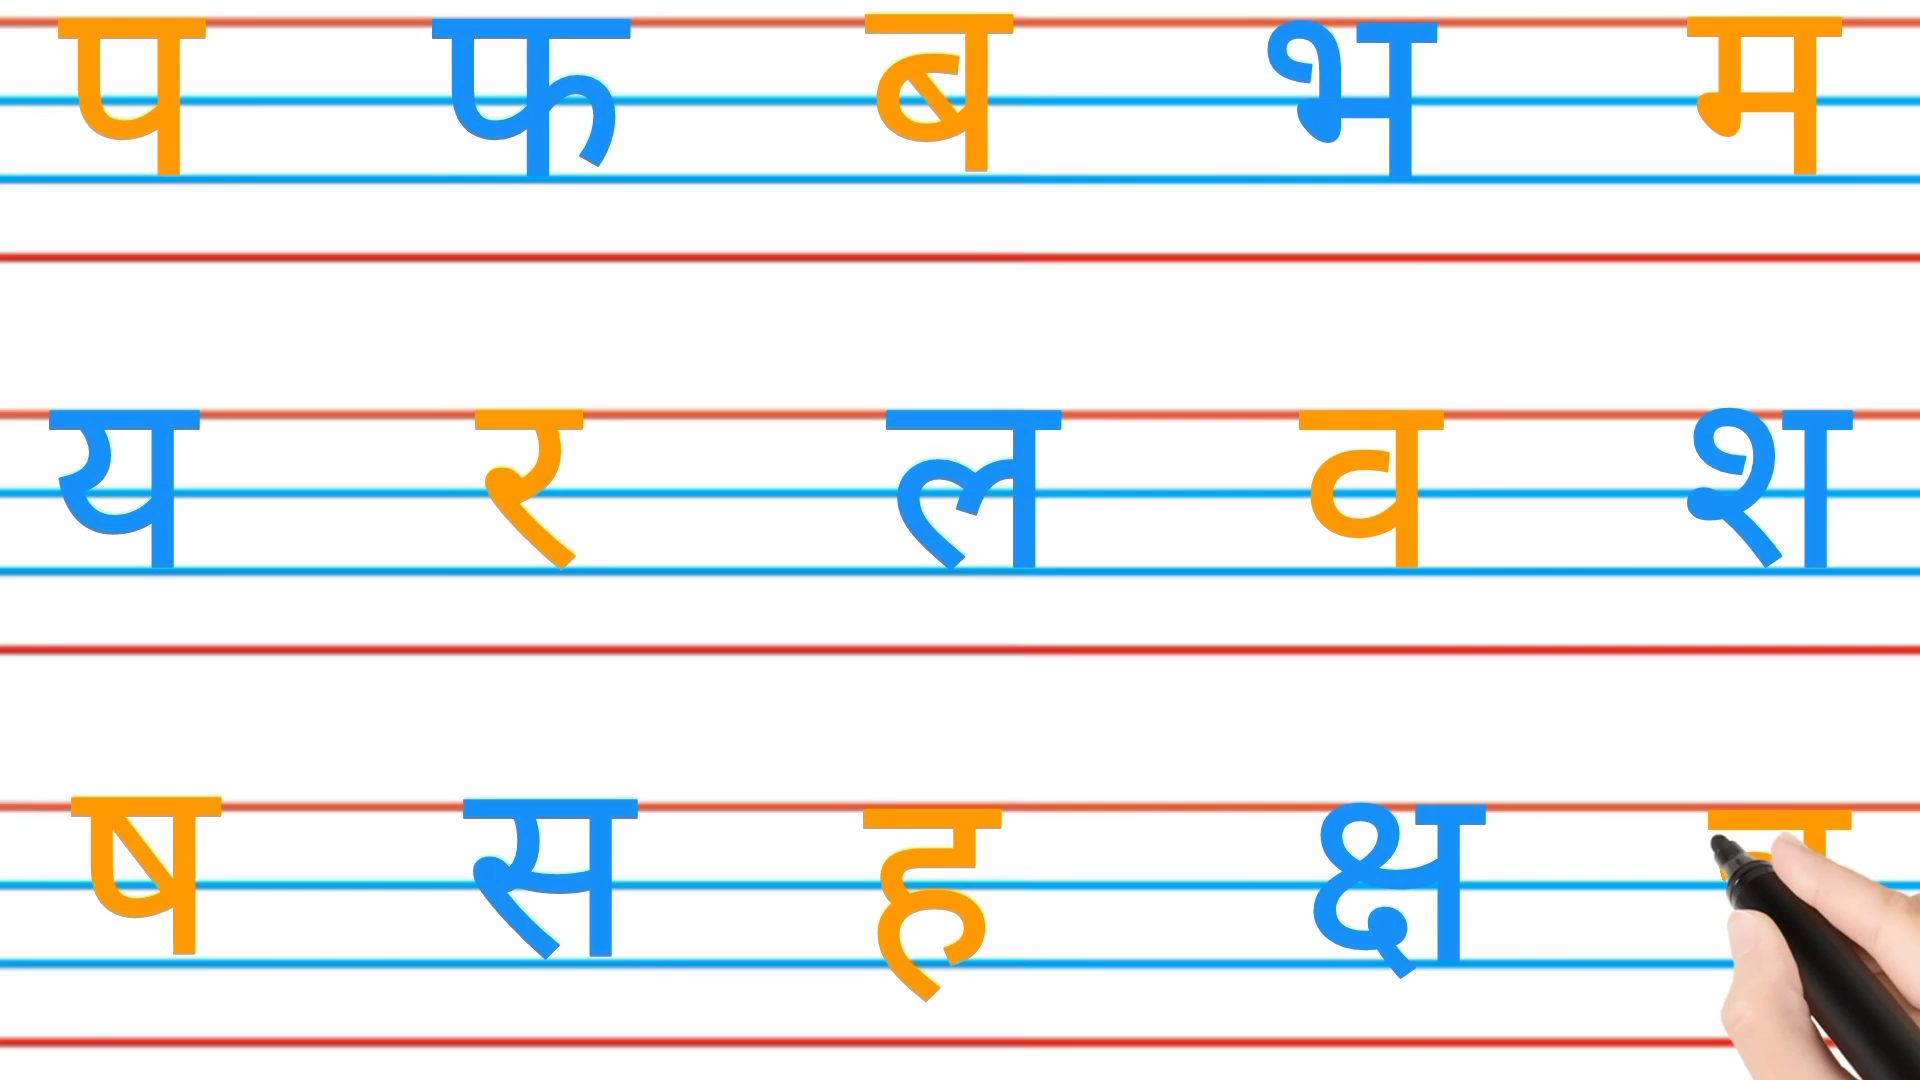 प फ ब भ म
य र ल व श
ष स ह क्ष